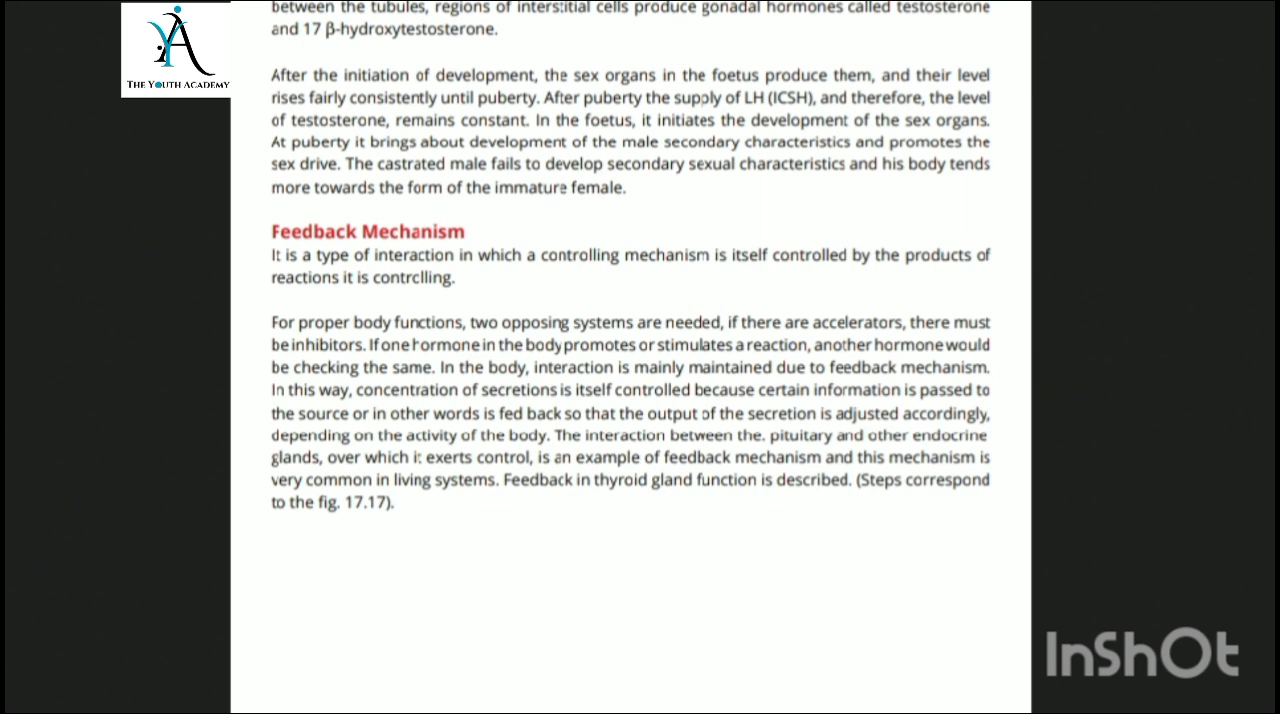 between the tubules, regions of interstitial cells produce gonadal hormones called testosterone
and 17 β-hydroxytestosterone.
THE YOUTH ACADEMY
After the initiation of development, the sex organs in the foetus produce them, and their level
rises fairly consistently until puberty. After puberty the supply of LH (ICSH), and therefore, the level
of testosterone, remains constant. In the foetus, it initiates the development of the sex organs.
At puberty it brings about development of the male secondary characteristics and promotes the
sex drive. The castrated male fails to develop secondary sexual characteristics and his body tends
more towards the form of the immature female.
Feedback Mechanism
It is a type of interaction in which a controlling mechanism is itself controlled by the products of
reactions it is controlling.
For proper body functions, two opposing systems are needed, if there are accelerators, there must
be inhibitors. If one hormone in the body promotes or stimulates a reaction, another hormone would
be checking the same. In the body, interaction is mainly maintained due to feedback mechanism.
In this way, concentration of secretions is itself controlled because certain information is passed to
the source or in other words is fed back so that the output of the secretion is adjusted accordingly,
depending on the activity of the body. The interaction between the. pituitary and other endocrine
glands, over which it exerts control, is an example of feedback mechanism and this mechanism is
very common in living systems. Feedback in thyroid gland function is described. (Steps correspond
to the fig. 17.17).
InShOt